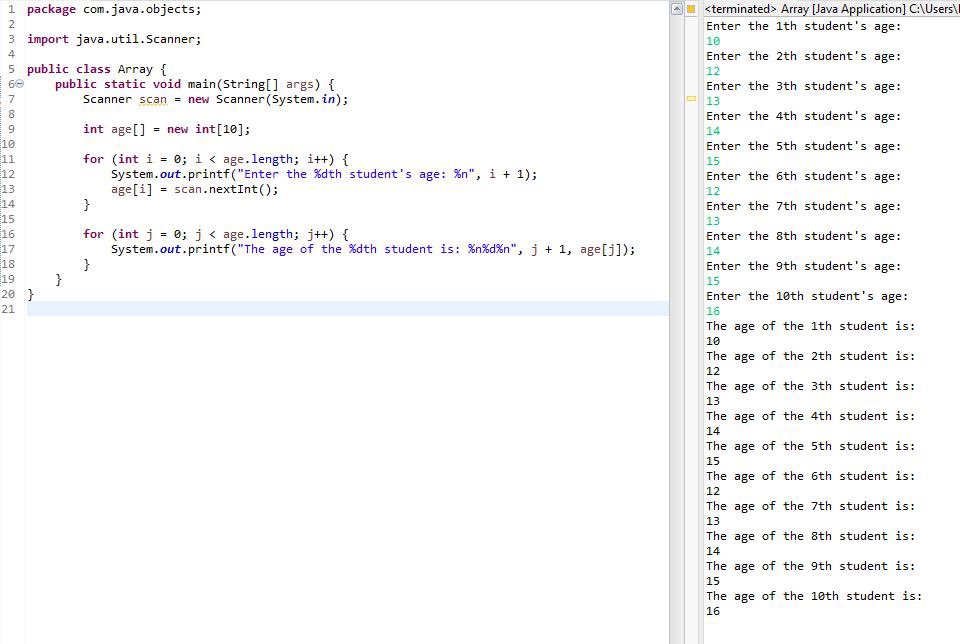 1 package com.java.objects;
2
3 import java.util.Scanner;
4
5 public class Array {
6 public static void main(String[] args) {
7 Scanner scan = new Scanner(System.in);
8
9 int age[] = new int[10];
10
11 for (int i = 0; i < age.length; i++) {
12 System.out.printf("Enter the %dth student's age: %n", i + 1);
13 age[i] = scan.nextInt();
14 }
15
16 for (int j = 0; j < age.length; j++) {
17 System.out.printf("The age of the %dth student is: %n%d%n", j + 1, age[j]);
18 }
19 }
20 }
21
<terminated> Array [Java Application] C:\Users\
Enter the 1th student's age:
10
Enter the 2th student's age:
12
Enter the 3th student's age:
13
Enter the 4th student's age:
14
Enter the 5th student's age:
15
Enter the 6th student's age:
12
Enter the 7th student's age:
13
Enter the 8th student's age:
14
Enter the 9th student's age:
15
Enter the 10th student's age:
16
The age of the 1th student is:
10
The age of the 2th student is:
12
The age of the 3th student is:
13
The age of the 4th student is:
14
The age of the 5th student is:
15
The age of the 6th student is:
12
The age of the 7th student is:
13
The age of the 8th student is:
14
The age of the 9th student is:
15
The age of the 10th student is:
16